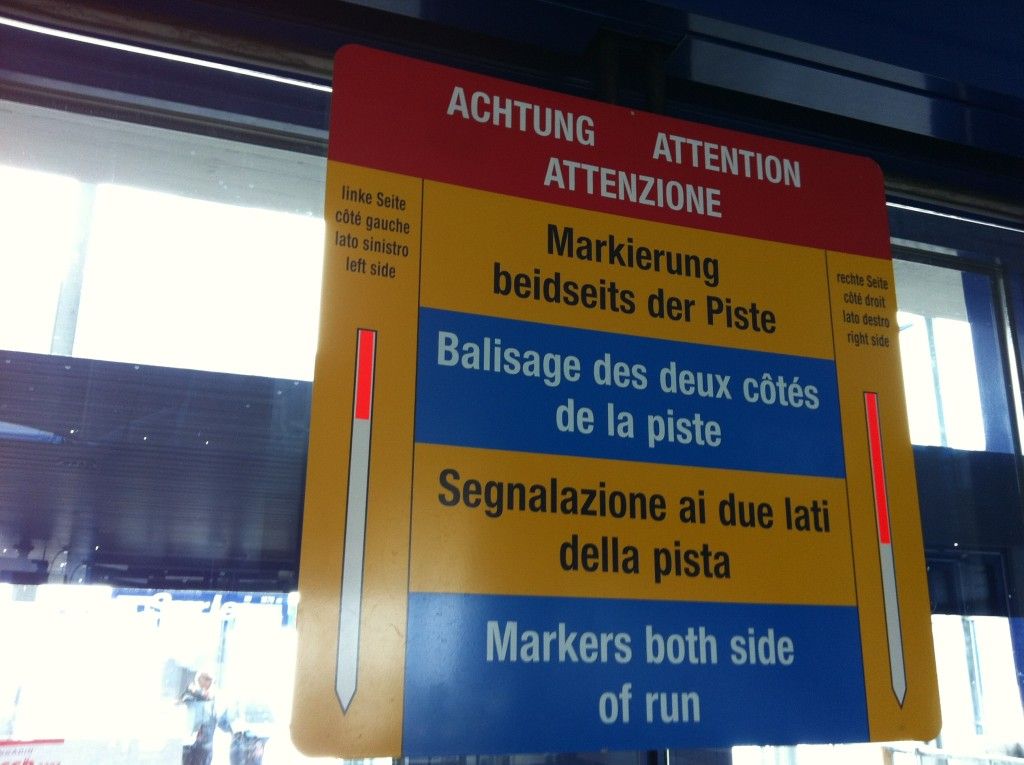 ACHTUNG ATTENTION
ATTENZIONE
linke Seite
côté gauche
lato sinistro
left side
Markierung
beidseits der Piste
rechte Seite
côté droit
lato destro
right side
Balisage des deux côtés
de la piste
Segnalazione ai due lati
della pista
Markers both side
of run